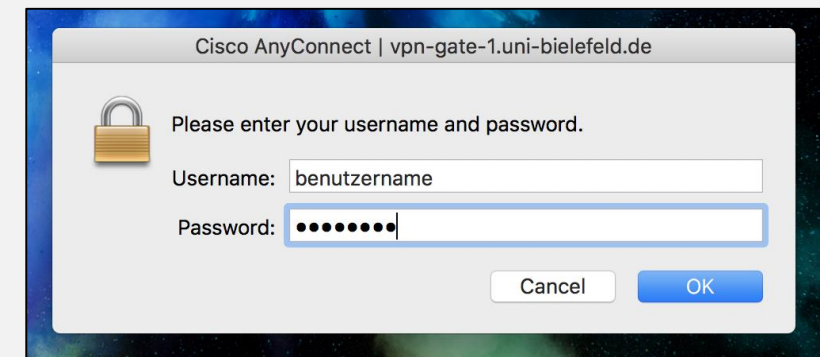 Cisco AnyConnect | vpn-gate-1.uni-bielefeld.de
Please enter your username and password.
Username: benutzername
Password: ••••••••
Cancel OK